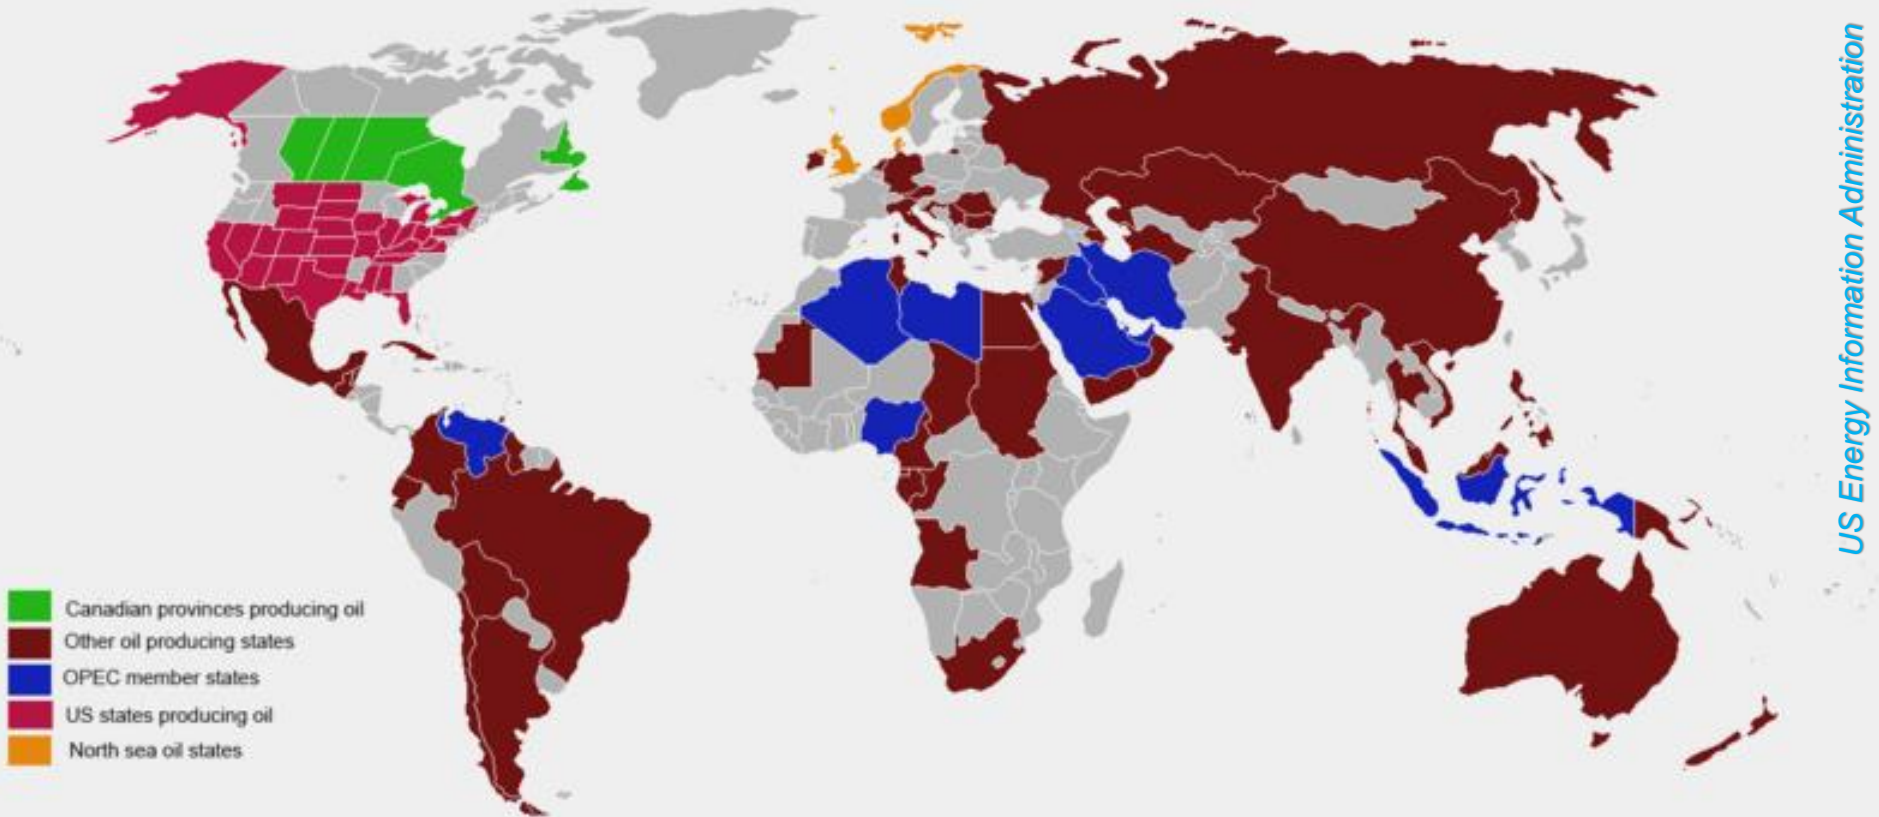 Canadian provinces producing oil
Other oil producing states
OPEC member states
US states producing oil
North sea oil states
US Energy Information Administration